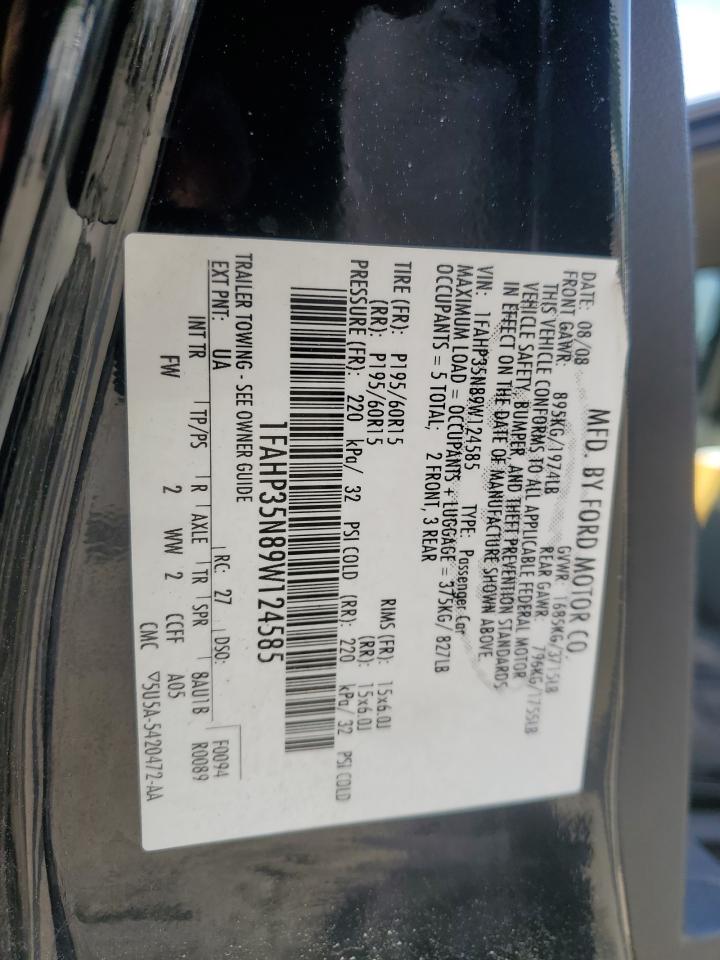 MFD. BY FORD MOTOR CO.
DATE: 08/08 GVWR: 1685KG/3715LB
FRONT GAWR: 895KG/1974LB REAR GAWR: 796KG/1755LB
THIS VEHICLE CONFORMS TO ALL APPLICABLE FEDERAL MOTOR
VEHICLE SAFETY, BUMPER, AND THEFT PREVENTION STANDARDS
IN EFFECT ON THE DATE OF MANUFACTURE SHOWN ABOVE.
VIN: 1FAHP35N89W124585 TYPE: Passenger Car
MAXIMUM LOAD = OCCUPANTS + LUGGAGE = 375KG/827LB
OCCUPANTS = 5 TOTAL; 2 FRONT, 3 REAR
TIRE (FR): P195/60R15 RIMS (FR): 15x6.0J
(RR): P195/60R15 (RR): 15x6.0J
PRESSURE (FR): 220 kPa/ 32 PSI COLD (RR): 220 kPa/ 32 PSI COLD
1FAHP35N89W124585
TRAILER TOWING - SEE OWNER GUIDE
EXT PNT: UA RC: 27 DSO: F0094
INT TR TP/PS R AXLE TR SPR 8AU1B R0089
FW 2 WW 2 CCFF A05
CMC ▽5U5A-5420472-AA